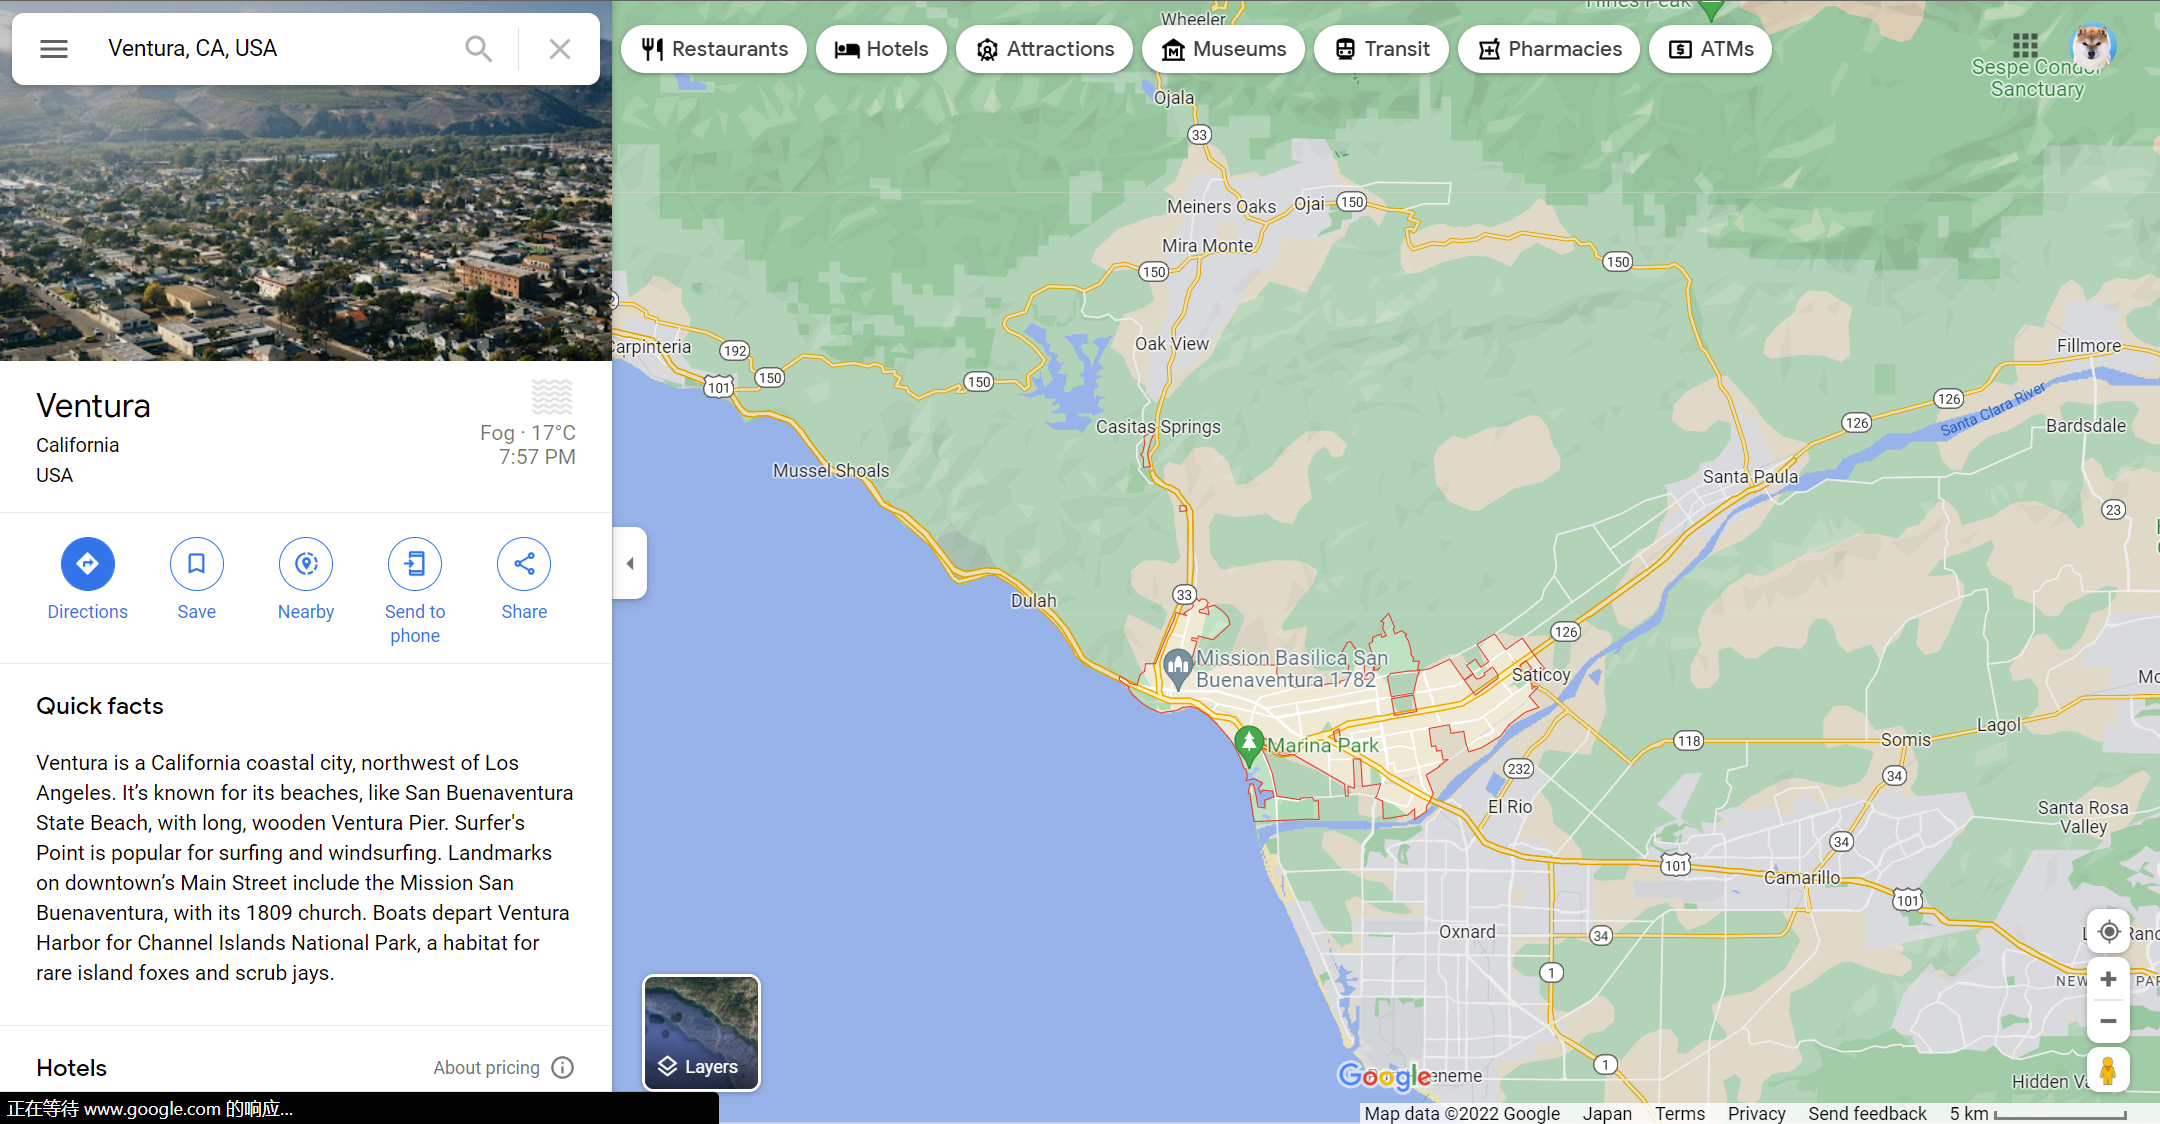 Ventura, CA, USA
Restaurants
Hotels
Attractions
Museums
Transit
Pharmacies
ATMs
Ventura
California
USA
Fog · 17°C
7:57 PM
Directions
Save
Nearby
Send to
phone
Share
Quick facts
Ventura is a California coastal city, northwest of Los
Angeles. It’s known for its beaches, like San Buenaventura
State Beach, with long, wooden Ventura Pier. Surfer's
Point is popular for surfing and windsurfing. Landmarks
on downtown’s Main Street include the Mission San
Buenaventura, with its 1809 church. Boats depart Ventura
Harbor for Channel Islands National Park, a habitat for
rare island foxes and scrub jays.
Hotels
About pricing
正在等待 www.google.com 的响应...
Layers
Wheeler
Sespe Condor
Sanctuary
Ojala
33
Meiners Oaks
Ojai
150
Mira Monte
150
150
Oak View
Carpinteria
192
101
150
150
Fillmore
126
126
Santa Clara River
Bardsdale
Casitas Springs
Mussel Shoals
Santa Paula
23
Dulah
33
126
Mission Basilica San
Buenaventura 1782
Saticoy
Marina Park
118
Lagol
Somis
232
34
El Rio
Santa Rosa
Valley
34
101
Camarillo
101
Oxnard
34
1
1
Google
Map data ©2022 Google
Japan
Terms
Privacy
Send feedback
5 km